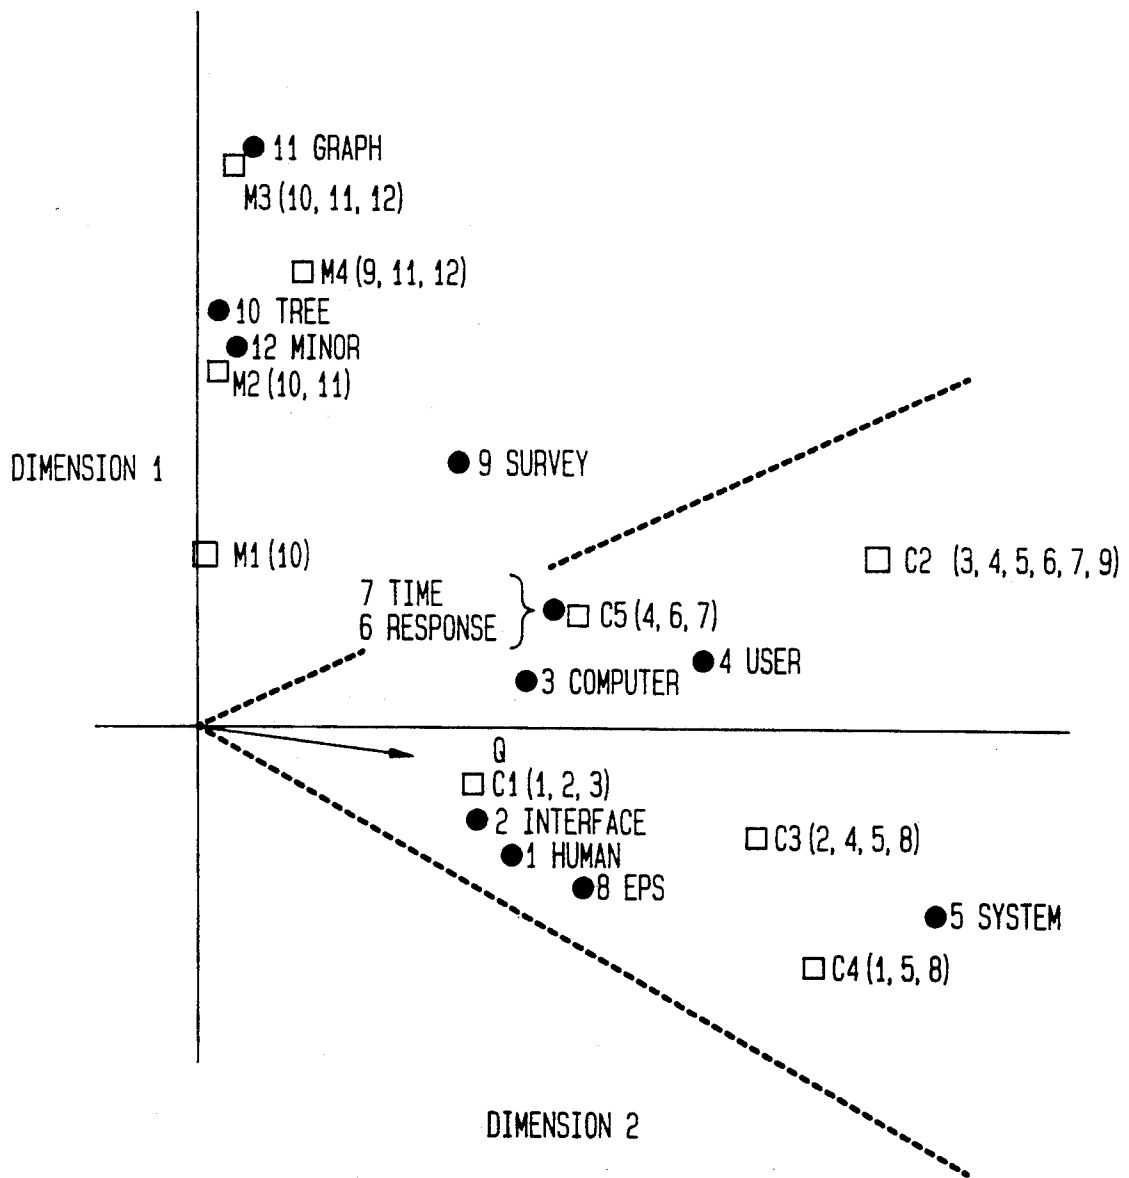 11 GRAPH
M3 (10, 11, 12)
M4 (9, 11, 12)
10 TREE
12 MINOR
M2 (10, 11)
DIMENSION 1
9 SURVEY
M1 (10)
C2 (3, 4, 5, 6, 7, 9)
7 TIME
6 RESPONSE
C5 (4, 6, 7)
4 USER
3 COMPUTER
Q
C1 (1, 2, 3)
2 INTERFACE
C3 (2, 4, 5, 8)
1 HUMAN
8 EPS
5 SYSTEM
C4 (1, 5, 8)
DIMENSION 2